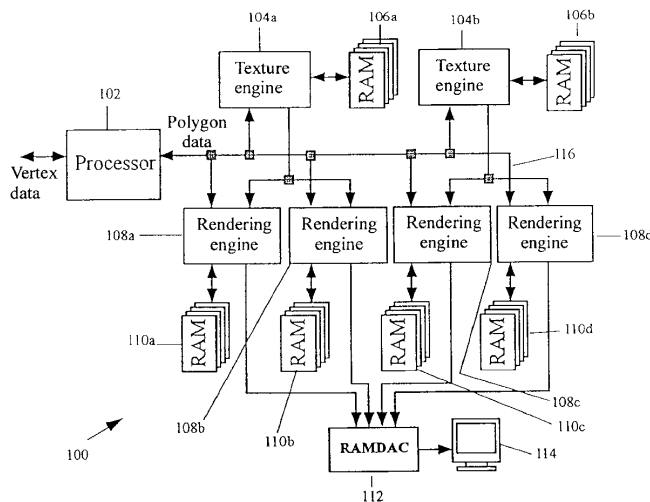 104a
106a
104b
106b
Texture
engine
RAM
Texture
engine
RAM
102
Polygon
data
Processor
Vertex
data
116
108a
Rendering
engine
Rendering
engine
Rendering
engine
Rendering
engine
108c
110a
RAM
RAM
RAM
RAM
110d
108b
110b
110c
108c
100
RAMDAC
114
112